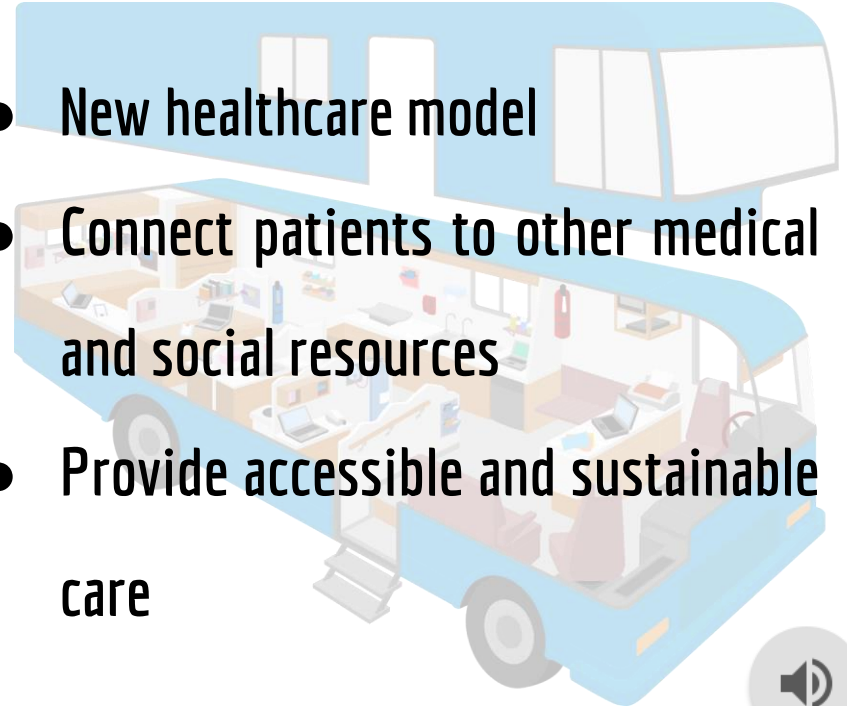 ● New healthcare model
● Connect patients to other medical
and social resources
● Provide accessible and sustainable
care